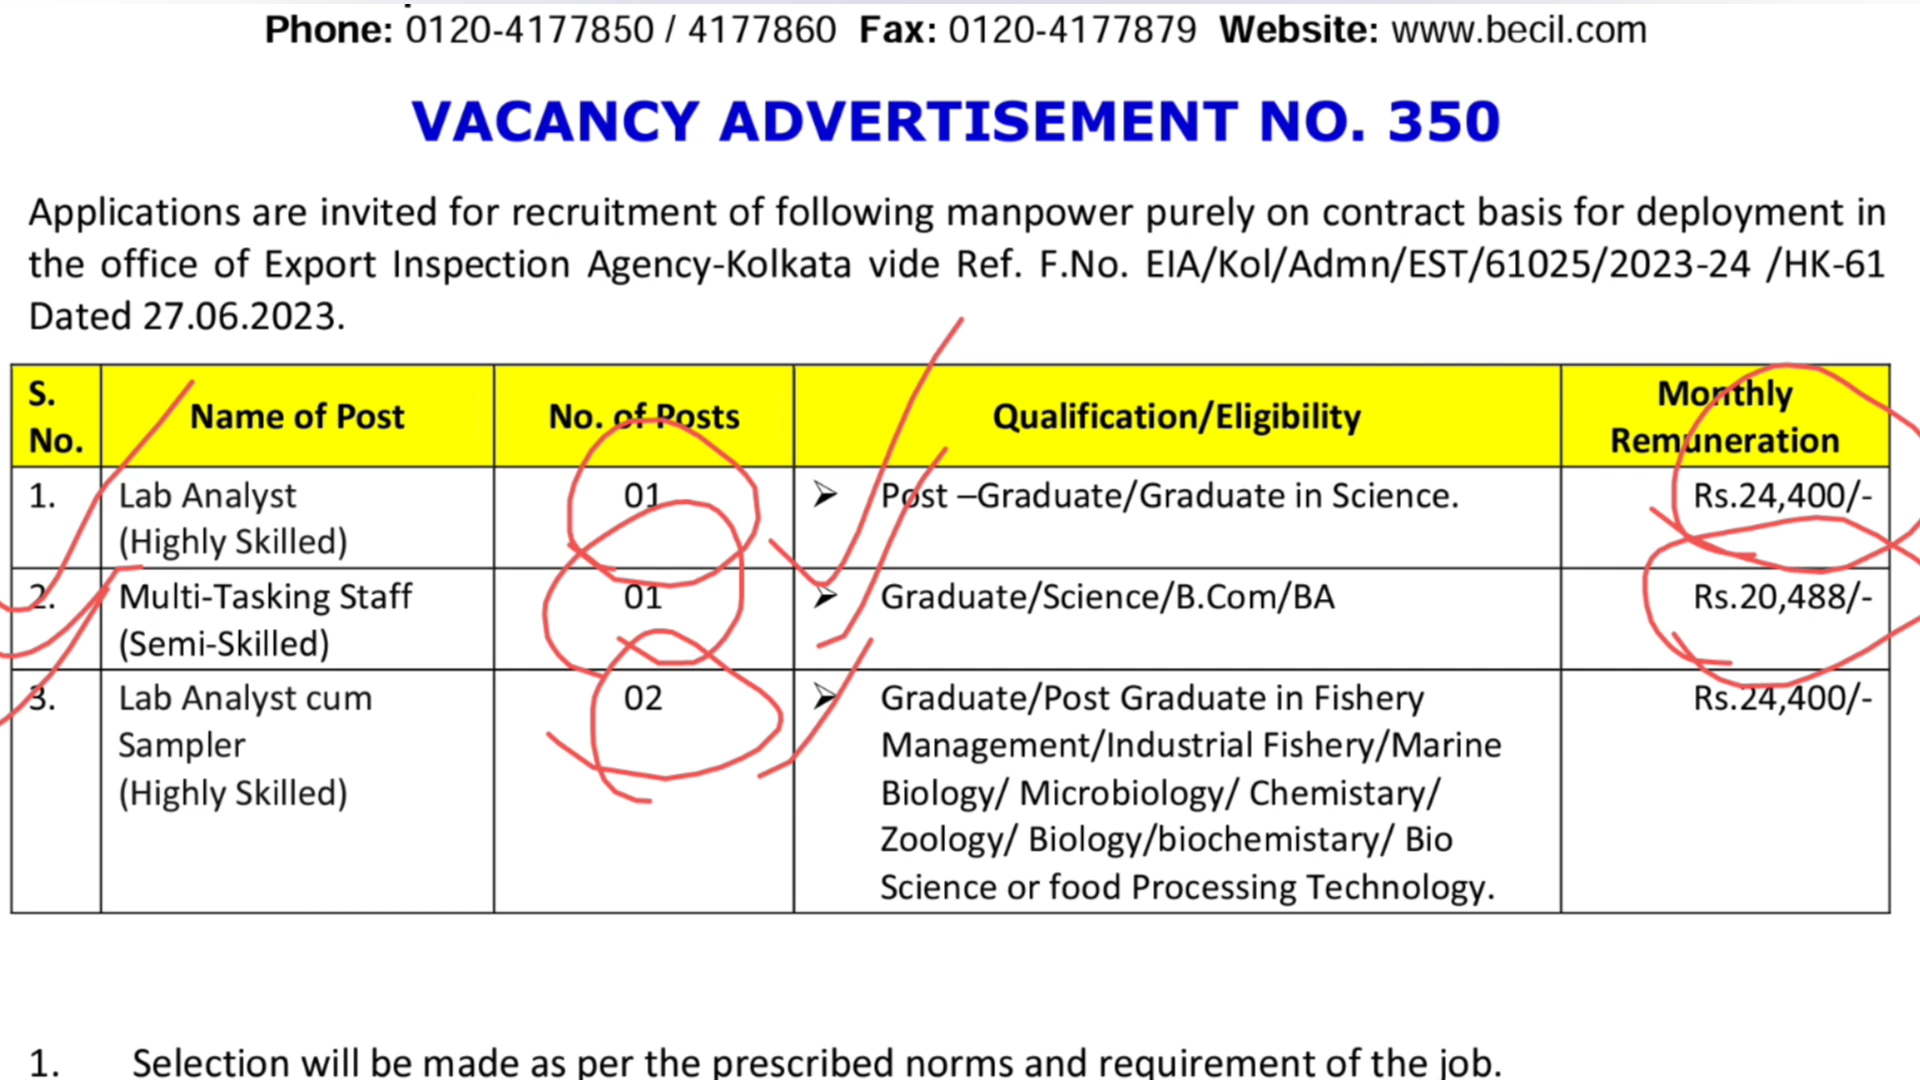 Phone: 0120-4177850 / 4177860 Fax: 0120-4177879 Website: www.becil.com
VACANCY ADVERTISEMENT NO. 350
Applications are invited for recruitment of following manpower purely on contract basis for deployment in
the office of Export Inspection Agency-Kolkata vide Ref. F.No. EIA/Kol/Admn/EST/61025/2023-24 /HK-61
Dated 27.06.2023.
S. No. Name of Post No. of Posts Qualification/Eligibility Monthly Remuneration
1. Lab Analyst 01 ➢ Post –Graduate/Graduate in Science. Rs.24,400/-
(Highly Skilled)
2. Multi-Tasking Staff 01 ➢ Graduate/Science/B.Com/BA Rs.20,488/-
(Semi-Skilled)
3. Lab Analyst cum 02 ➢ Graduate/Post Graduate in Fishery Rs.24,400/-
Sampler Management/Industrial Fishery/Marine
(Highly Skilled) Biology/ Microbiology/ Chemistary/
Zoology/ Biology/biochemistary/ Bio
Science or food Processing Technology.
1. Selection will be made as per the prescribed norms and requirement of the job.